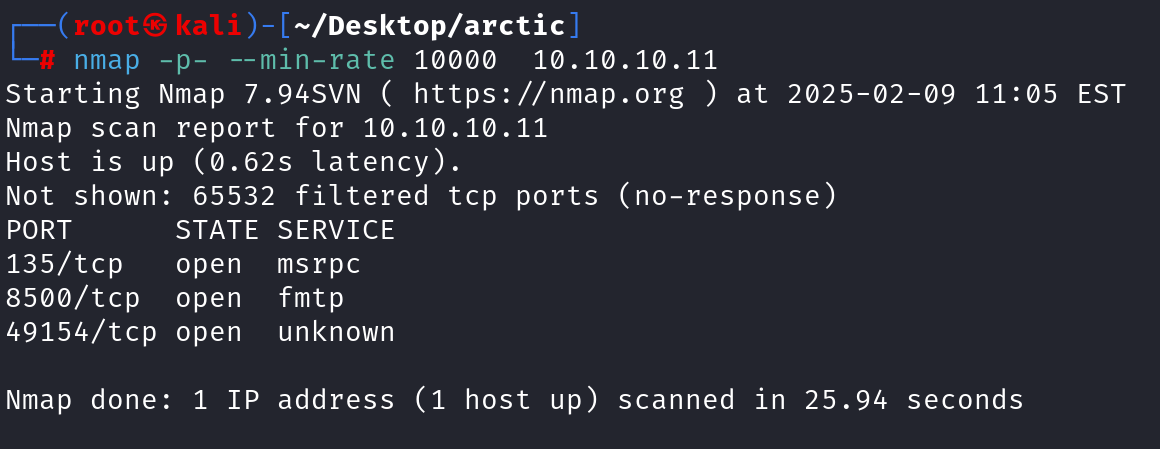 ┌──(root㉿kali)-[~/Desktop/arctic]
└─# nmap -p- --min-rate 10000  10.10.10.11
Starting Nmap 7.94SVN ( https://nmap.org ) at 2025-02-09 11:05 EST
Nmap scan report for 10.10.10.11
Host is up (0.62s latency).
Not shown: 65532 filtered tcp ports (no-response)
PORT      STATE SERVICE
135/tcp   open  msrpc
8500/tcp  open  fmtp
49154/tcp open  unknown

Nmap done: 1 IP address (1 host up) scanned in 25.94 seconds